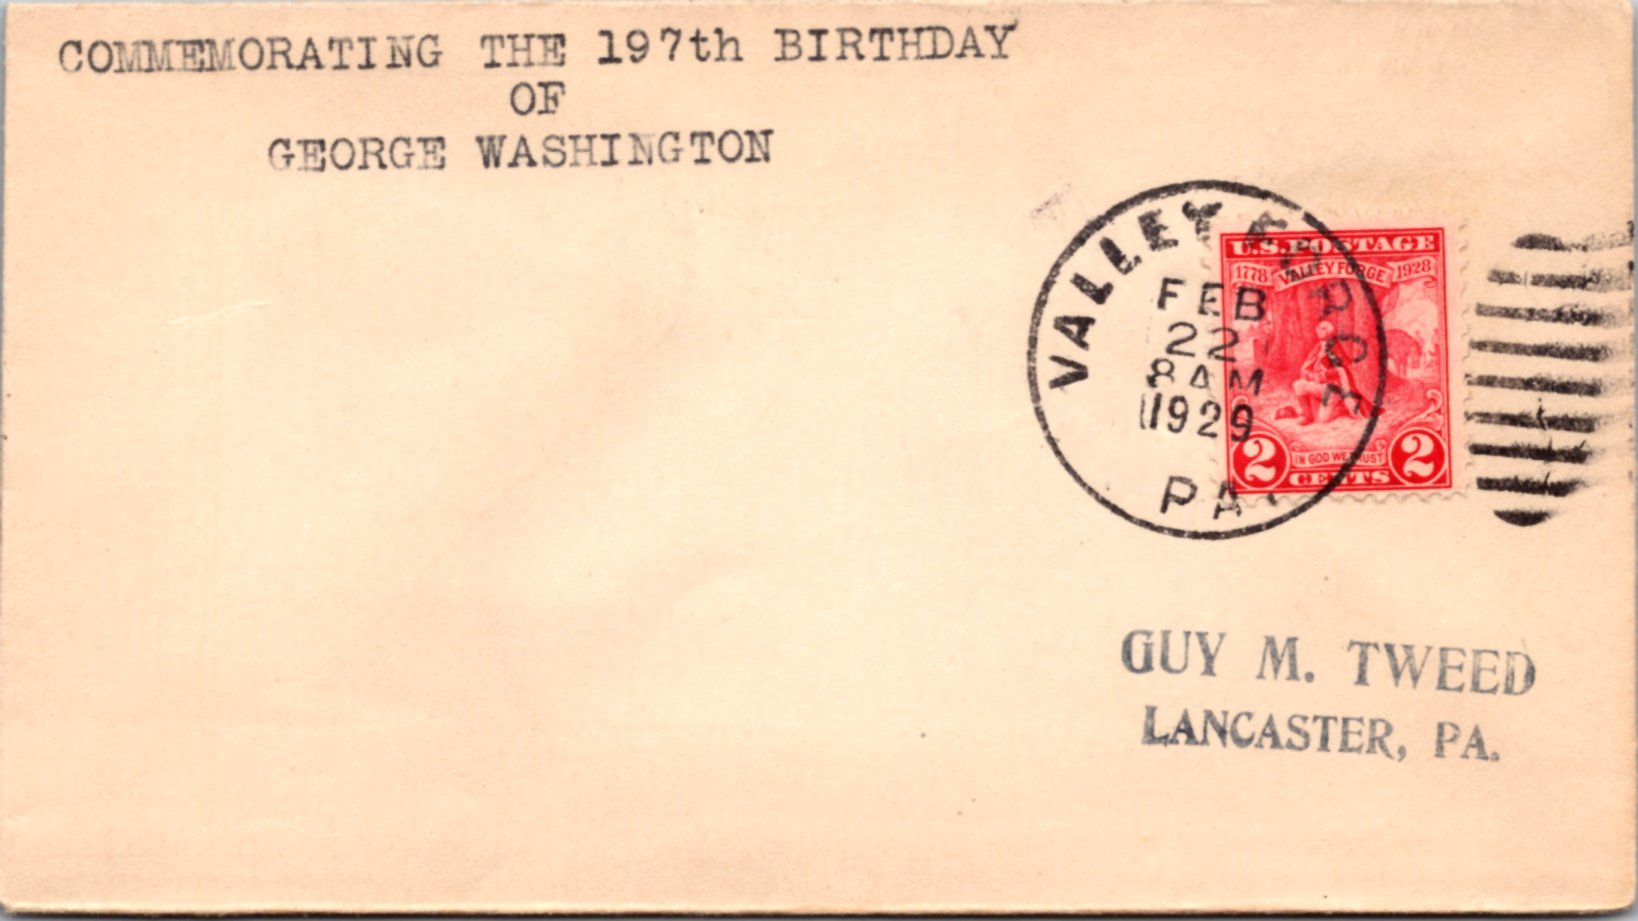 COMMEMORATING THE 197th BIRTHDAY
OF
GEORGE WASHINGTON
VALLEY FORGE
FEB
22
8 AM
1929
PA.
U.S. POSTAGE
1778 VALLEY FORGE 1928
IN GOD WE TRUST
2 CENTS 2
GUY M. TWEED
LANCASTER, PA.